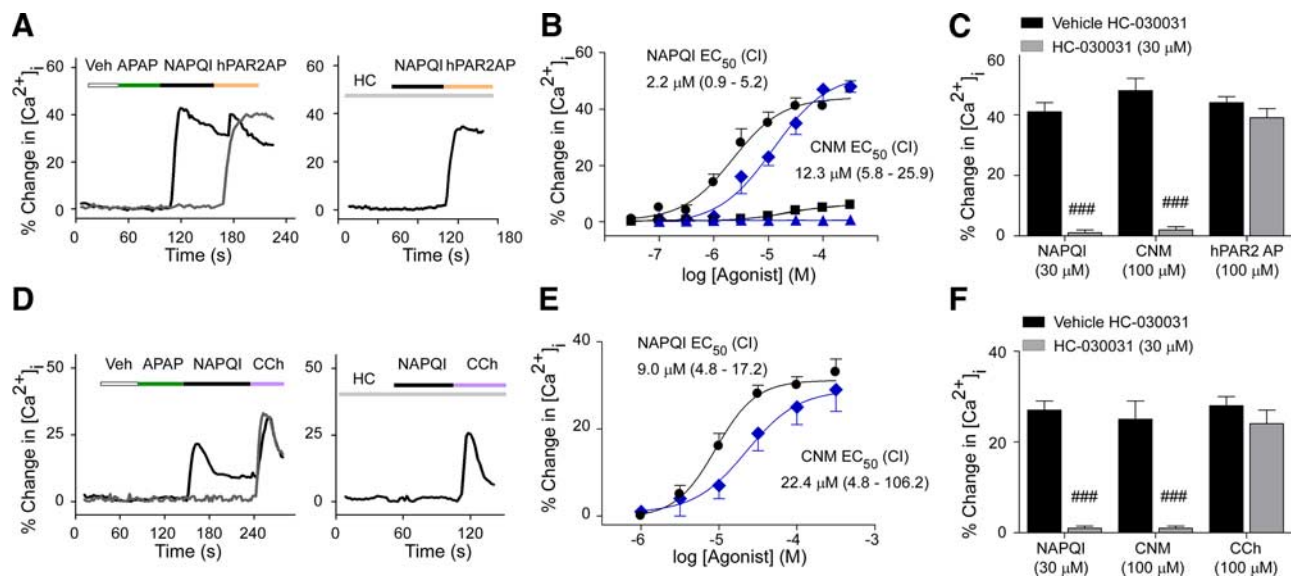 A
Veh APAP NAPQI hPAR2AP
% Change in [Ca2+]i
60
40
20
0
0 60 120 180 240
Time (s)
HC NAPQI hPAR2AP
60
40
20
0
0 60 120 180
Time (s)
B
NAPQI EC50 (CI)
2.2 μM (0.9 - 5.2)
CNM EC50 (CI)
12.3 μM (5.8 - 25.9)
% Change in [Ca2+]i
60
40
20
0
-7 -6 -5 -4 -3
log [Agonist] (M)
C
Vehicle HC-030031
HC-030031 (30 μM)
% Change in [Ca2+]i
60
40
20
0
### ###
NAPQI CNM hPAR2 AP
(30 μM) (100 μM) (100 μM)
D
Veh APAP NAPQI CCh
% Change in [Ca2+]i
50
25
0
0 60 120 180 240
Time (s)
HC NAPQI CCh
50
25
0
0 60 120
Time (s)
E
NAPQI EC50 (CI)
9.0 μM (4.8 - 17.2)
CNM EC50 (CI)
22.4 μM (4.8 - 106.2)
% Change in [Ca2+]i
40
20
0
-6 -5 -4 -3
log [Agonist] (M)
F
Vehicle HC-030031
HC-030031 (30 μM)
% Change in [Ca2+]i
40
20
0
### ###
NAPQI CNM CCh
(30 μM) (100 μM) (100 μM)